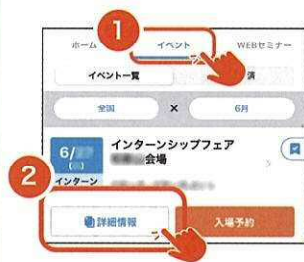 1
ホーム イベント WEBセミナー
イベント一覧
全国 × 6月
6/
インターン
インターンシップフェア
会場
2
詳細情報 入場予約